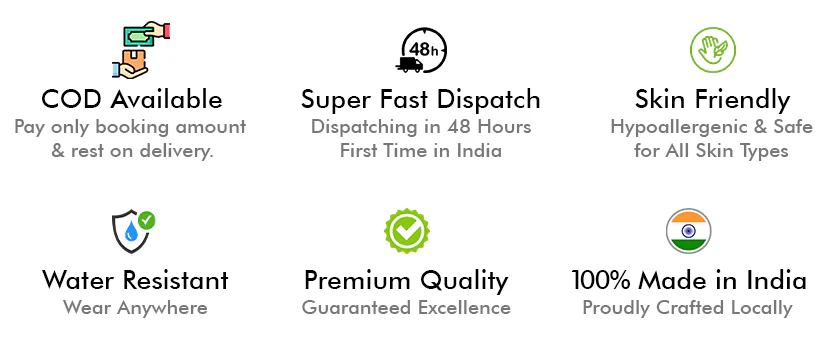 48h
COD Available
Pay only booking amount
& rest on delivery.
Super Fast Dispatch
Dispatching in 48 Hours
First Time in India
Skin Friendly
Hypoallergenic & Safe
for All Skin Types
Water Resistant
Wear Anywhere
Premium Quality
Guaranteed Excellence
100% Made in India
Proudly Crafted Locally